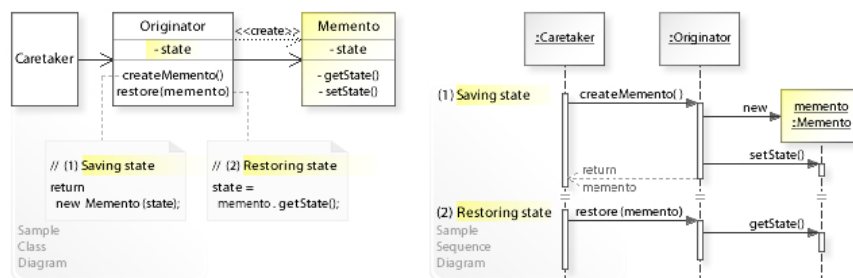 Caretaker
Originator
- state
createMemento()
restore(memento)
<<create>>
Memento
- state
- getState()
- setState()
// (1) Saving state
return
new Memento (state);
// (2) Restoring state
state =
memento . getState();
Sample
Class
Diagram
:Caretaker
:Originator
(1) Saving state
createMemento( )
new
memento
:Memento
setState()
return
memento
(2) Restoring state
restore (memento)
getState()
Sample
Sequence
Diagram